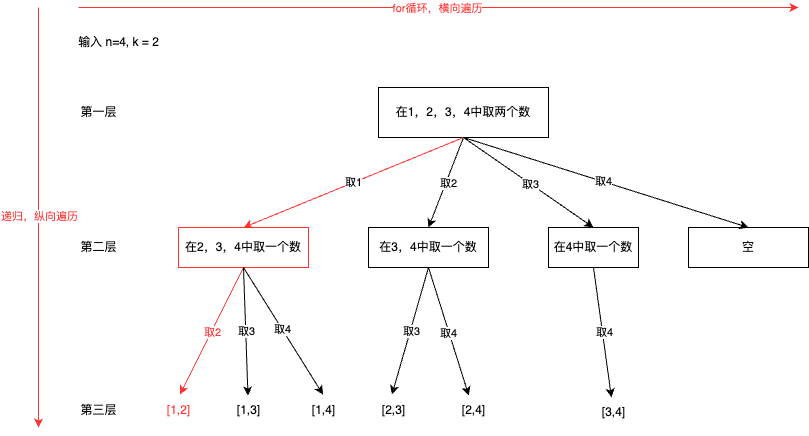 for循环，横向遍历
输入 n=4, k = 2
第一层
在1，2，3，4中取两个数
取1
取2
取3
取4
递归，纵向遍历
第二层
在2，3，4中取一个数
在3，4中取一个数
在4中取一个数
空
取2
取3
取4
取3
取4
取4
第三层
[1,2]
[1,3]
[1,4]
[2,3]
[2,4]
[3,4]